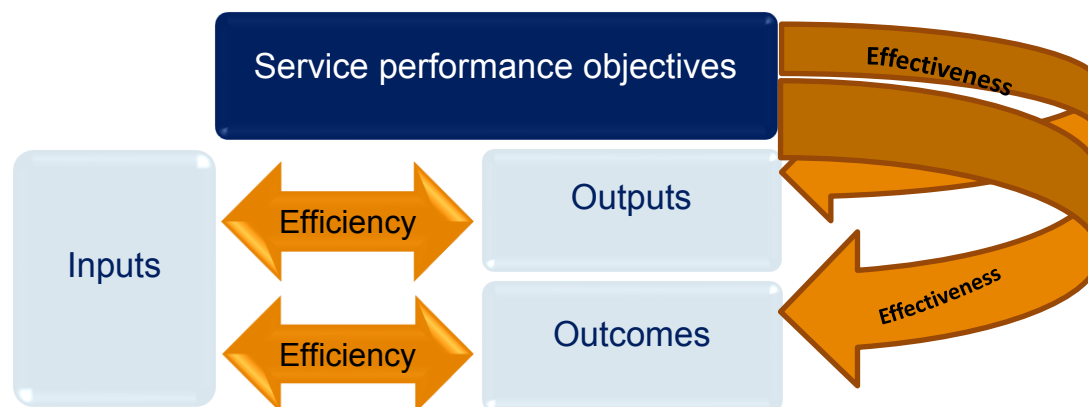 Service performance objectives
Effectiveness
Inputs
Efficiency
Outputs
Efficiency
Outcomes
Effectiveness